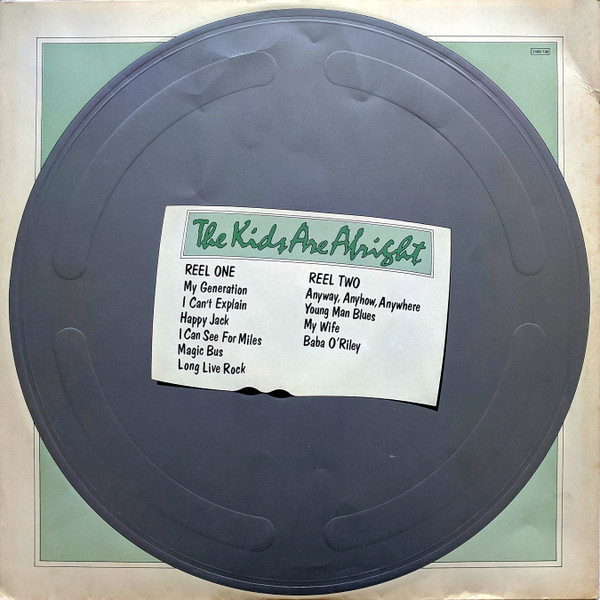 The Kids Are Alright
REEL ONE
My Generation
I Can't Explain
Happy Jack
I Can See For Miles
Magic Bus
Long Live Rock
REEL TWO
Anyway, Anyhow, Anywhere
Young Man Blues
My Wife
Baba O'Riley